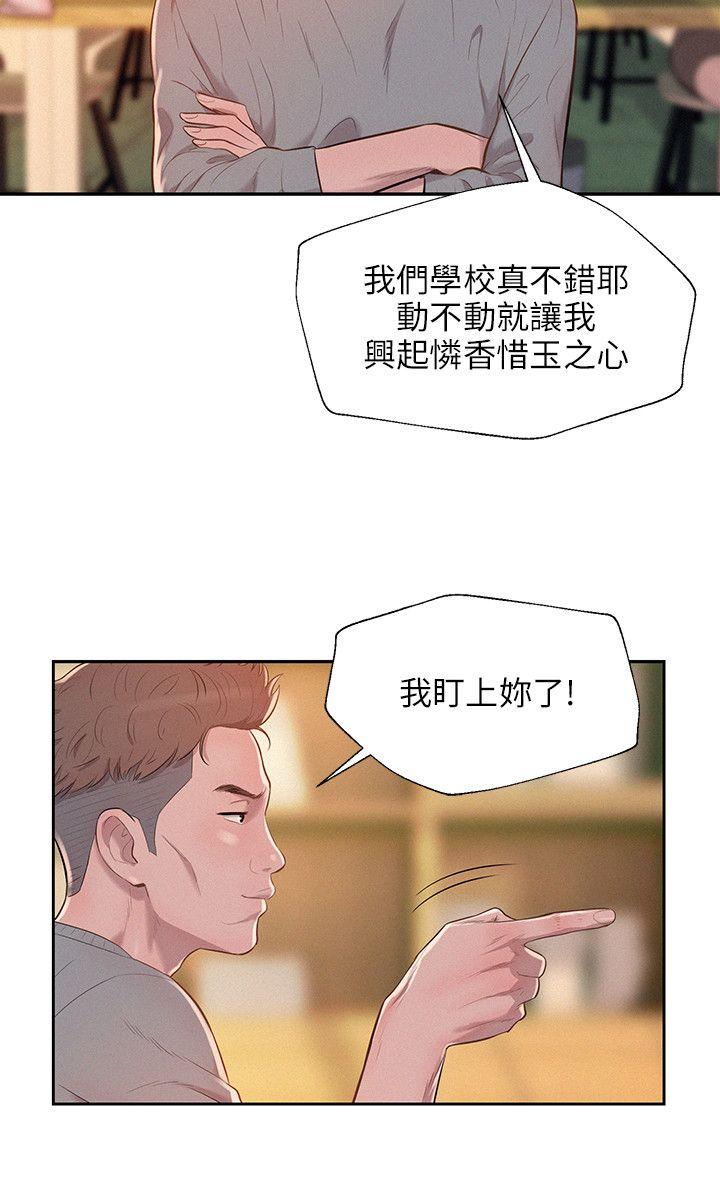 我們學校真不錯耶
動不動就讓我
興起憐香惜玉之心
我盯上妳了!